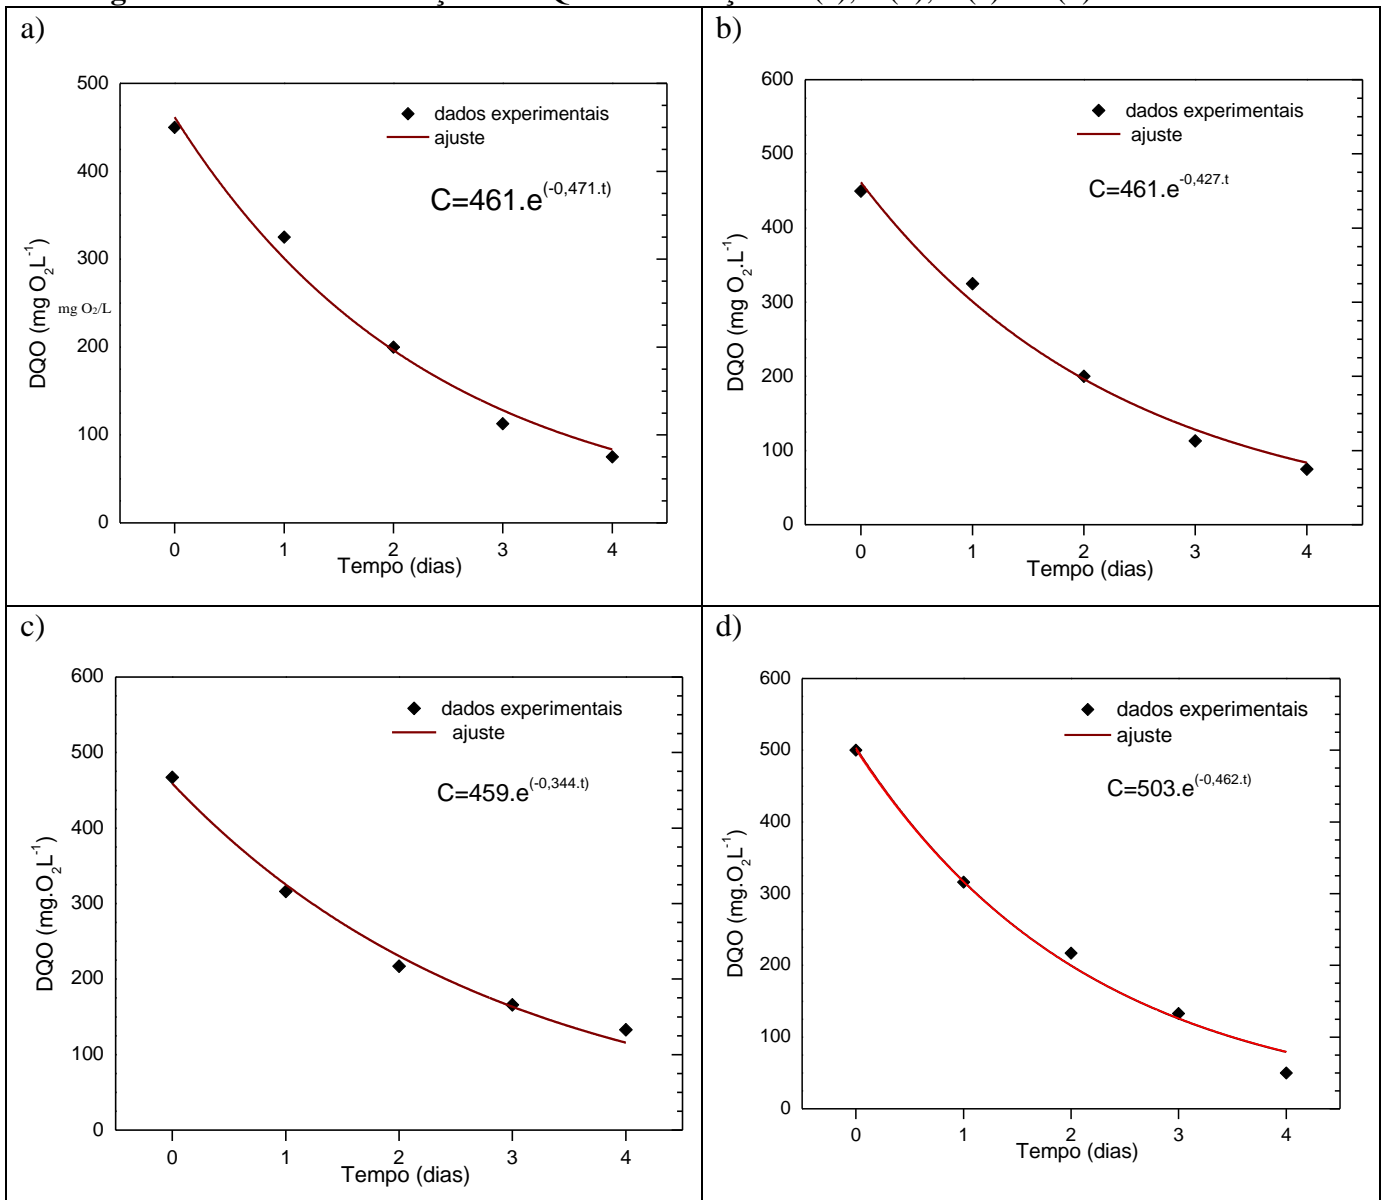 a)
500
400
300
200
100
0
DQO (mg O₂L⁻¹)
mg O₂/L
dados experimentais
ajuste
C=461.e^(-0,471.t)
0 1 2 3 4
Tempo (dias)
b)
600
500
400
300
200
100
0
DQO (mg O₂.L⁻¹)
dados experimentais
ajuste
C=461.e^-0,427.t
0 1 2 3 4
Tempo (dias)
c)
600
500
400
300
200
100
0
DQO (mg.O₂L⁻¹)
dados experimentais
ajuste
C=459.e^(-0,344.t)
0 1 2 3 4
Tempo (dias)
d)
600
500
400
300
200
100
0
DQO (mg.O₂L⁻¹)
dados experimentais
ajuste
C=503.e^(-0,462.t)
0 1 2 3 4
Tempo (dias)